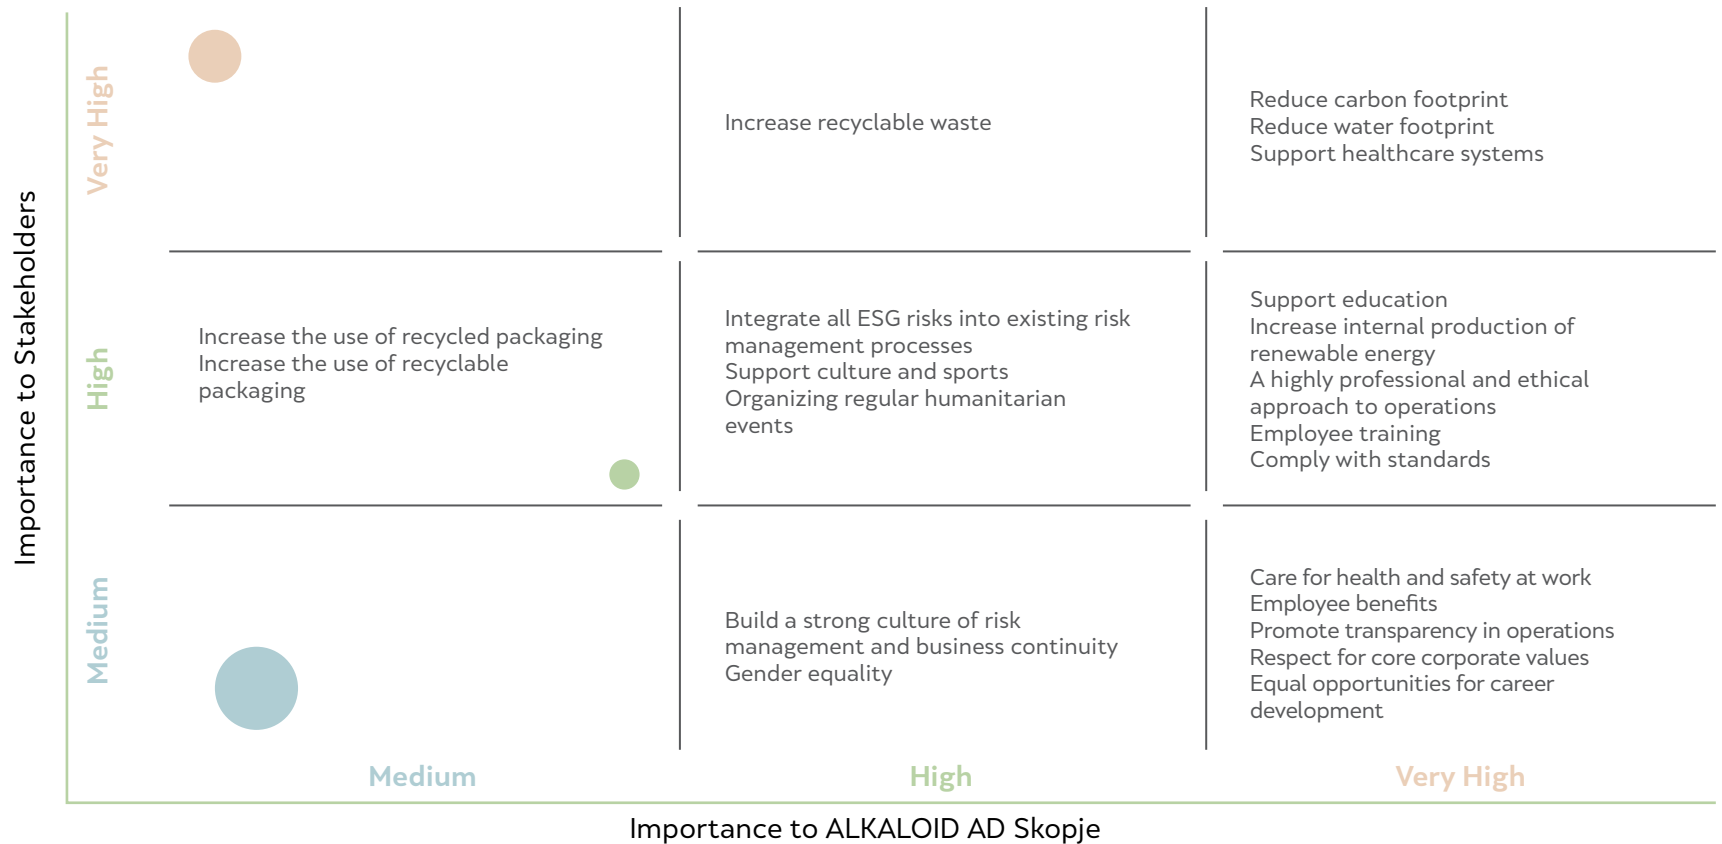 Importance to Stakeholders
Very High
Increase recyclable waste
Reduce carbon footprint
Reduce water footprint
Support healthcare systems
High
Increase the use of recycled packaging
Increase the use of recyclable
packaging
Integrate all ESG risks into existing risk
management processes
Support culture and sports
Organizing regular humanitarian
events
Support education
Increase internal production of
renewable energy
A highly professional and ethical
approach to operations
Employee training
Comply with standards
Medium
Build a strong culture of risk
management and business continuity
Gender equality
Care for health and safety at work
Employee benefits
Promote transparency in operations
Respect for core corporate values
Equal opportunities for career
development
Medium
High
Very High
Importance to ALKALOID AD Skopje